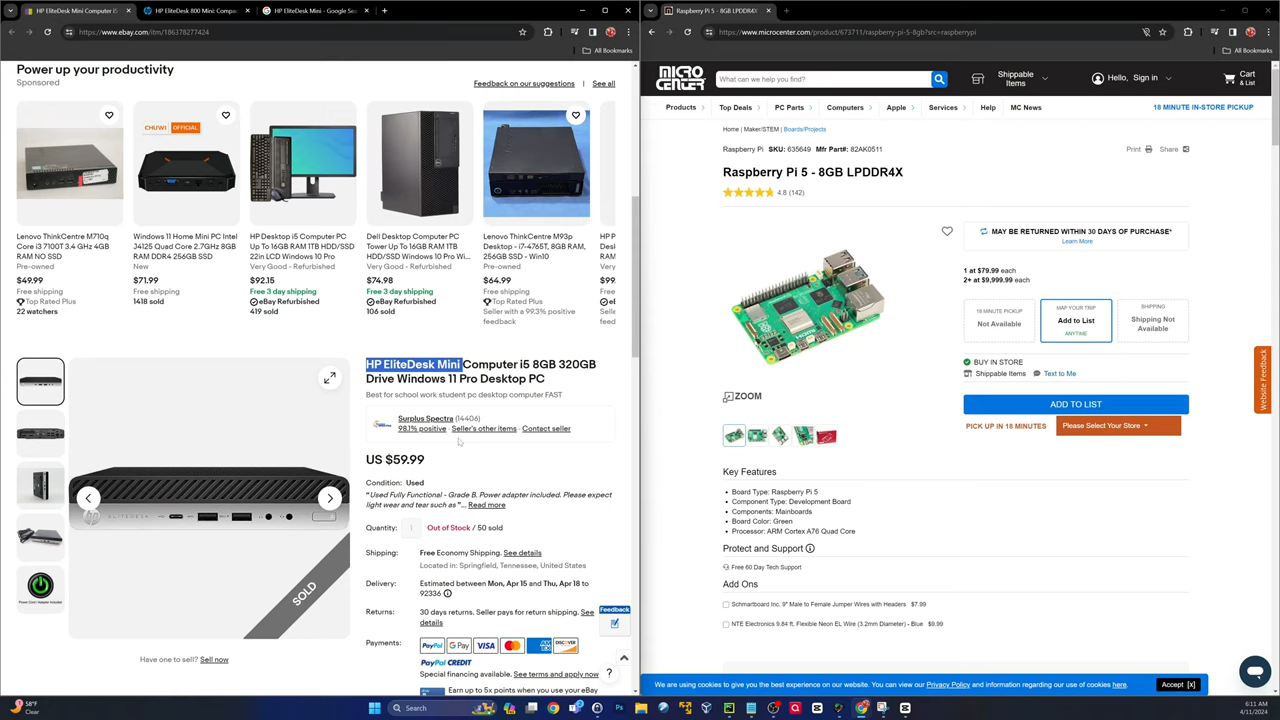 HP EliteDesk Mini Computer i5
HP EliteDesk 800 Mini: Compac
HP EliteDesk Mini - Google Sea
https://www.ebay.com/itm/186378277424
All Bookmarks
Power up your productivity
Sponsored
Feedback on our suggestions | See all
CHUWI OFFICIAL
Lenovo ThinkCentre M710q
Core i3 7100T 3.4 GHz 4GB
RAM NO SSD
Pre-owned
$49.99
Free shipping
Top Rated Plus
22 watchers
Windows 11 Home Mini PC Intel
J4125 Quad Core 2.7GHz 8GB
RAM DDR4 256GB SSD
New
$71.99
Free shipping
1418 sold
HP Desktop i5 Computer PC
Up To 16GB RAM 1TB HDD/SSD
22in LCD Windows 10 Pro
Very Good - Refurbished
$92.15
Free 3 day shipping
eBay Refurbished
419 sold
Dell Desktop Computer PC
Tower Up To 16GB RAM 1TB
HDD/SSD Windows 10 Pro Wi...
Very Good - Refurbished
$74.98
Free 3 day shipping
eBay Refurbished
106 sold
Lenovo ThinkCentre M93p
Desktop - i7-4765T, 8GB RAM,
256GB SSD - Win10
Pre-owned
$64.99
Free shipping
Top Rated Plus
Seller with a 99.3% positive
feedback
HP EliteDesk Mini Computer i5 8GB 320GB
Drive Windows 11 Pro Desktop PC
Best for school work student pc desktop computer FAST
Surplus Spectra (14406)
98.1% positive · Seller's other items · Contact seller
US $59.99
Condition: Used
"Used Fully Functional - Grade B. Power adapter included. Please expect
light wear and tear such as"... Read more
Quantity: 1 Out of Stock / 50 sold
Shipping: Free Economy Shipping. See details
Located in: Springfield, Tennessee, United States
Delivery: Estimated between Mon, Apr 15 and Thu, Apr 18 to
92336
Returns: 30 days returns. Seller pays for return shipping. See
details
Payments: PayPal G Pay VISA DISCOVER
PayPal CREDIT
Special financing available. See terms and apply now
Earn up to 5x points when you use your eBay
SOLD
Have one to sell? Sell now
Feedback
?
Raspberry Pi 5 - 8GB LPDDR4X
https://www.microcenter.com/product/673711/raspberry-pi-5-8gb?src=raspberrypi
All Bookmarks
MICRO
CENTER
What can we help you find?
Shippable
Items
Hello, Sign in
Cart
& List
Products
Top Deals
PC Parts
Computers
Apple
Services
Help
MC News
18 MINUTE IN-STORE PICKUP
Home | Maker/STEM | Boards/Projects
Raspberry Pi SKU: 635649 Mfr Part#: 82AK0511
Print Share
Raspberry Pi 5 - 8GB LPDDR4X
4.8 (142)
MAY BE RETURNED WITHIN 30 DAYS OF PURCHASE*
Learn More
1 at $79.99 each
2+ at $9,999.99 each
18 MINUTE PICKUP
Not Available
MAP YOUR TRIP
Add to List
ANYTIME
SHIPPING
Shipping Not
Available
BUY IN STORE
Shippable Items Text to Me
ADD TO LIST
PICK UP IN 18 MINUTES Please Select Your Store
ZOOM
Key Features
Board Type: Raspberry Pi 5
Component Type: Development Board
Components: Mainboards
Board Color: Green
Processor: ARM Cortex A76 Quad Core
Protect and Support
Free 60 Day Tech Support
Add Ons
Schmartboard Inc. 9" Male to Female Jumper Wires with Headers $7.99
NTE Electronics 9.84 ft. Flexible Neon EL Wire (3.2mm Diameter) - Blue $9.99
Website Feedback
We are using cookies to give you the best experience on our website. You can view our Privacy Policy and information regarding our use of cookies here.
Accept [x]
58°F
Clear
Search
6:11 AM
4/11/2024